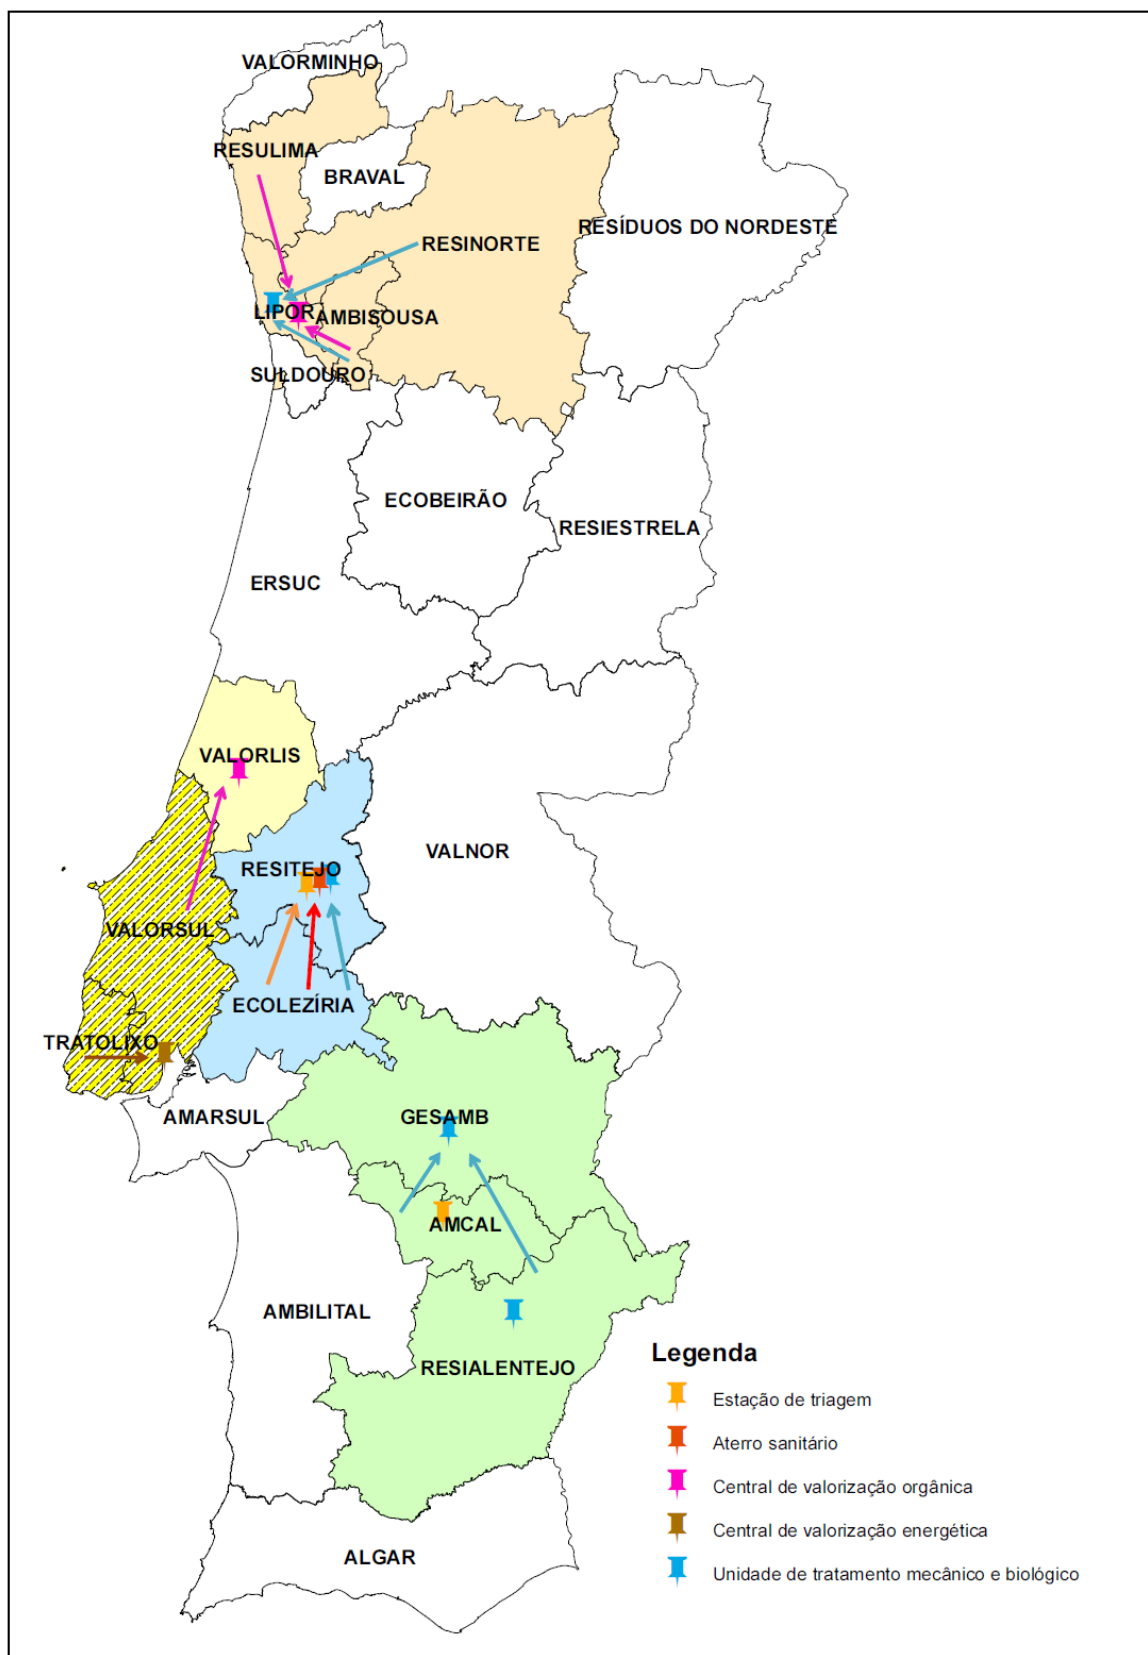 VALORMINHO
RESULIMA
BRAVAL
RESÍDUOS DO NORDESTE
RESINORTE
LIPOR
AMBISOUSA
SULDOURO
ECOBEIRÃO
RESIESTRELA
ERSUC
VALORLIS
VALNOR
RESITEJO
VALORSUL
ECOLEZÍRIA
TRATOLIXO
AMARSUL
GESAMB
AMCAL
AMBILITAL
RESIALENTEJO
ALGAR
Legenda
Estação de triagem
Aterro sanitário
Central de valorização orgânica
Central de valorização energética
Unidade de tratamento mecânico e biológico